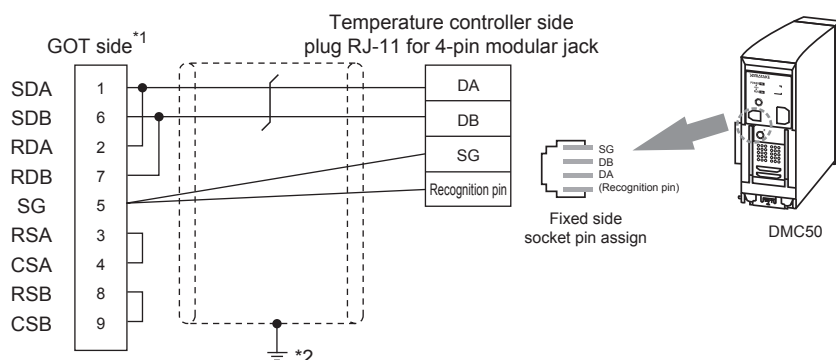 Temperature controller side
plug RJ-11 for 4-pin modular jack
GOT side*1
SDA 1 DA
SDB 6 DB
RDA 2 SG
RDB 7 Recognition pin
SG 5
RSA 3
CSA 4
RSB 8
CSB 9
*2
SG
DB
DA
(Recognition pin)
Fixed side
socket pin assign
DMC50